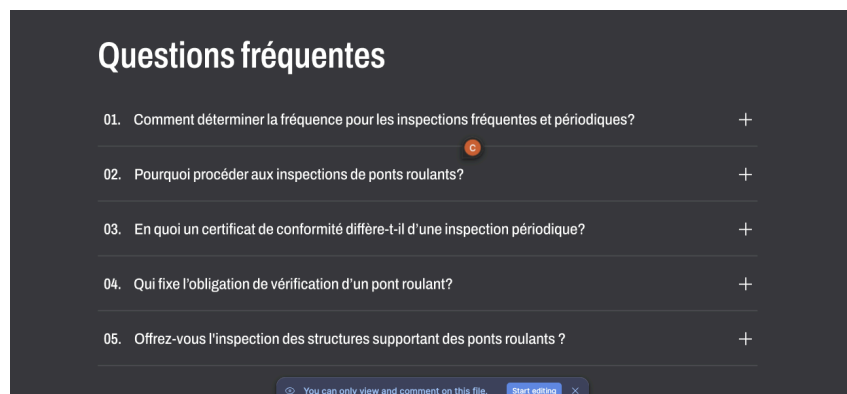 Questions fréquentes
01. Comment déterminer la fréquence pour les inspections fréquentes et périodiques?
C
02. Pourquoi procéder aux inspections de ponts roulants?
03. En quoi un certificat de conformité diffère-t-il d’une inspection périodique?
04. Qui fixe l’obligation de vérification d’un pont roulant?
05. Offrez-vous l'inspection des structures supportant des ponts roulants ?
You can only view and comment on this file. Start editing